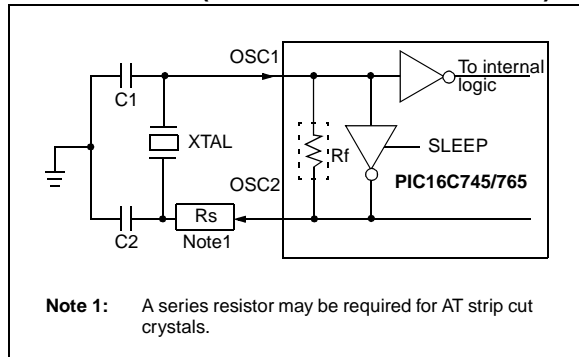 OSC1
To internal
logic
C1
XTAL
SLEEP
Rf
OSC2
PIC16C745/765
Rs
C2
Note1
Note 1: A series resistor may be required for AT strip cut
crystals.